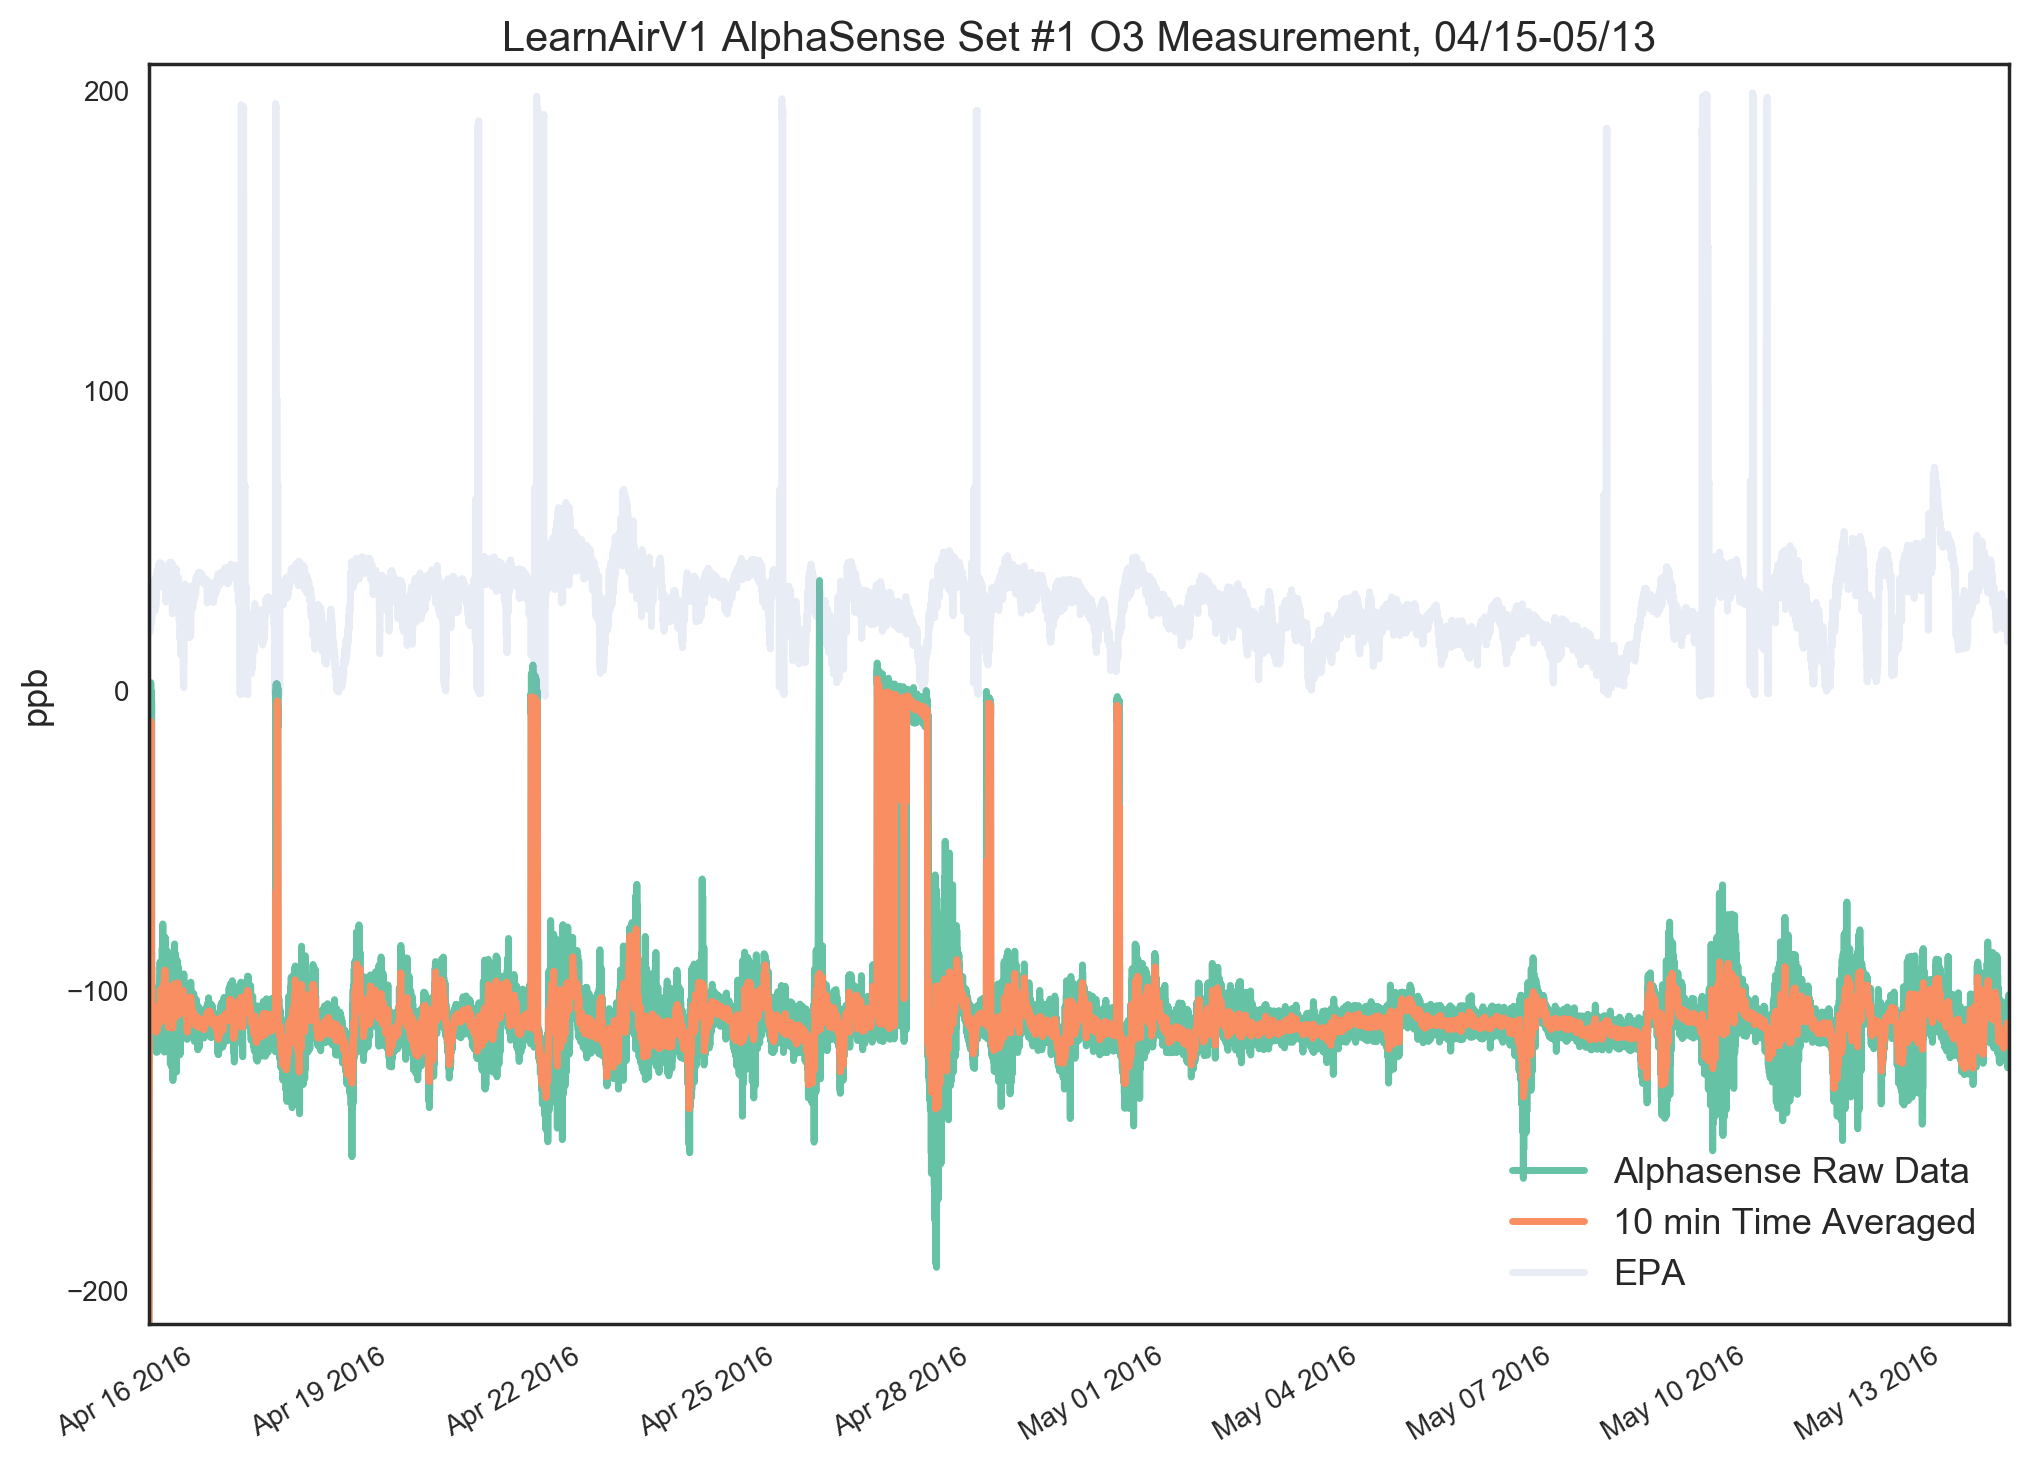 LearnAirV1 AlphaSense Set #1 O3 Measurement, 04/15-05/13
200
100
0
−100
−200
ppb
Alphasense Raw Data
10 min Time Averaged
EPA
Apr 16 2016
Apr 19 2016
Apr 22 2016
Apr 25 2016
Apr 28 2016
May 01 2016
May 04 2016
May 07 2016
May 10 2016
May 13 2016